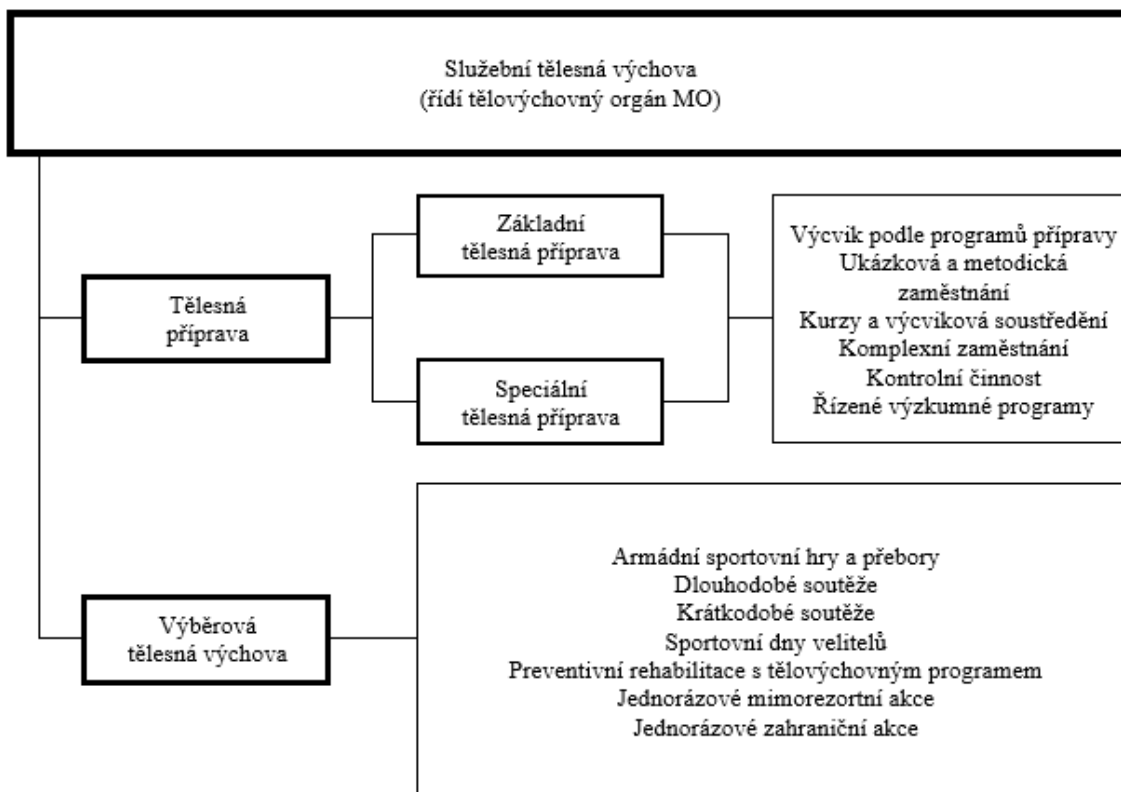 Služební tělesná výchova
(řídí tělovýchovný orgán MO)
Základní
tělesná příprava
Výcvik podle programů přípravy
Ukázková a metodická
zaměstnání
Kurzy a výcviková soustředění
Komplexní zaměstnání
Kontrolní činnost
Řízené výzkumné programy
Tělesná
příprava
Speciální
tělesná příprava
Armádní sportovní hry a přebory
Dlouhodobé soutěže
Krátkodobé soutěže
Sportovní dny velitelů
Preventivní rehabilitace s tělovýchovným programem
Jednorázové mimorezortní akce
Jednorázové zahraniční akce
Výběrová
tělesná výchova